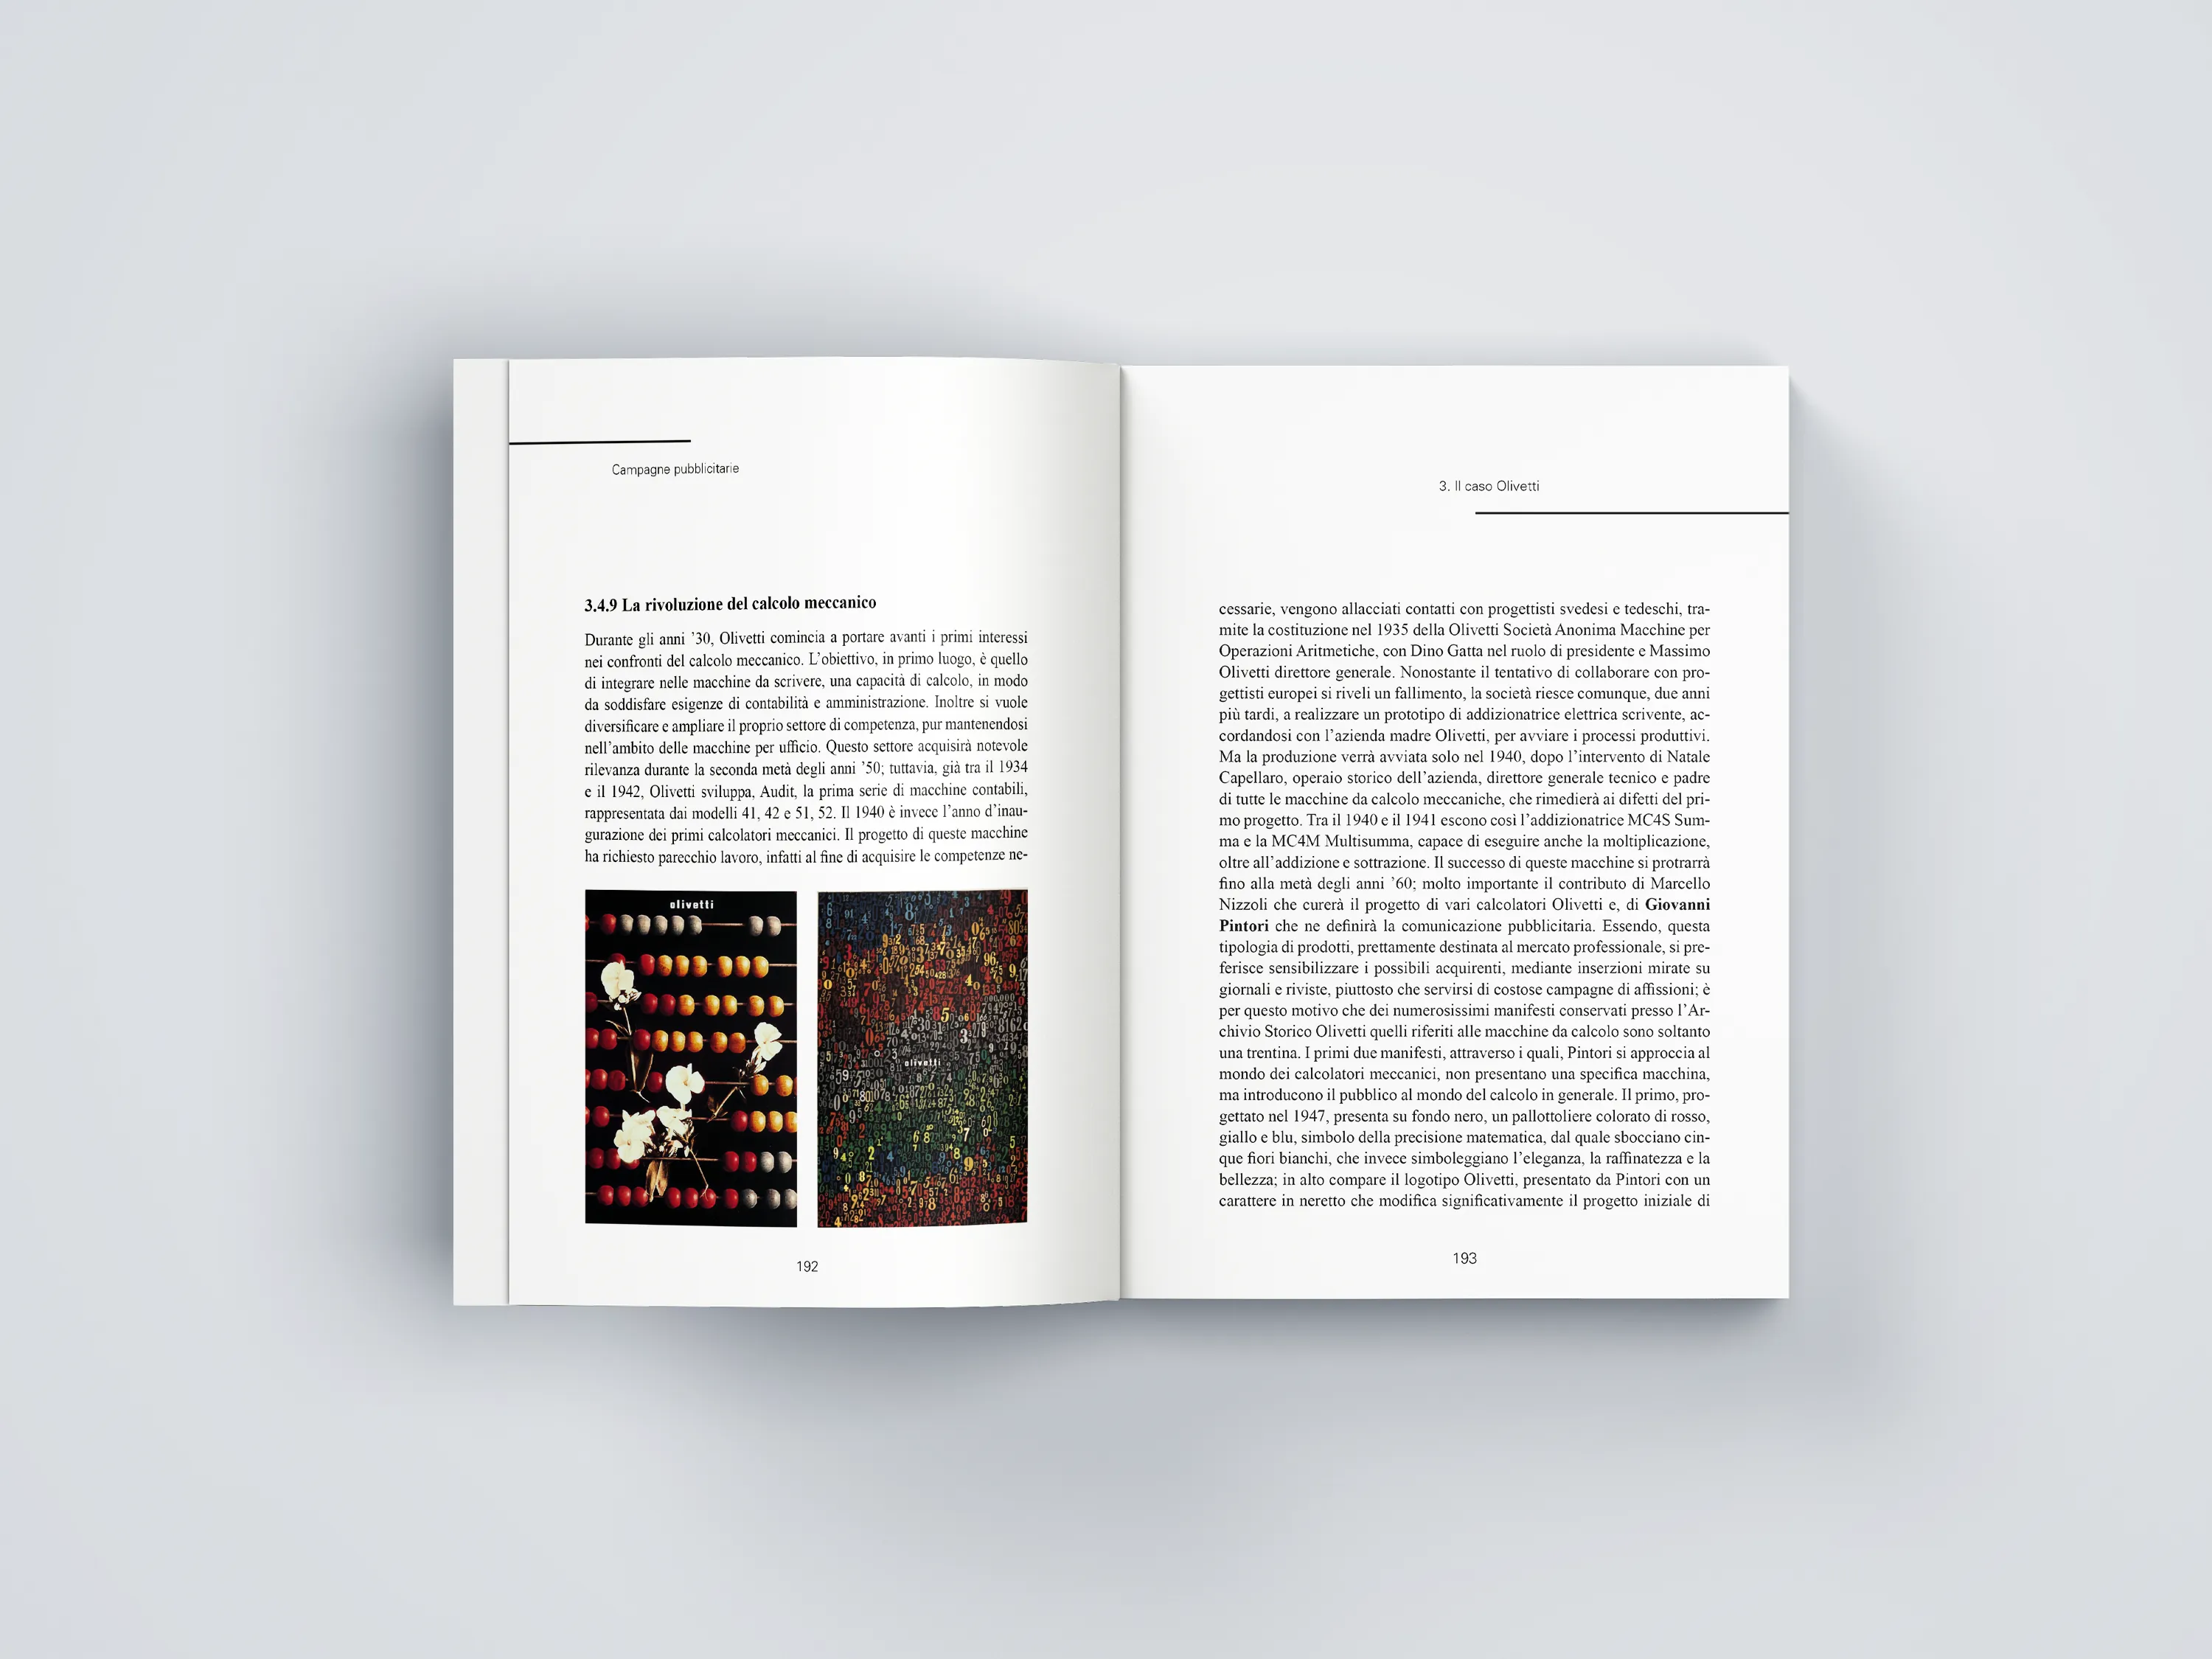 Campagne pubblicitarie
3.4.9 La rivoluzione del calcolo meccanico
Durante gli anni ’30, Olivetti comincia a portare avanti i primi interessi
nei confronti del calcolo meccanico. L’obiettivo, in primo luogo, è quello
di integrare nelle macchine da scrivere, una capacità di calcolo, in modo
da soddisfare esigenze di contabilità e amministrazione. Inoltre si vuole
diversificare e ampliare il proprio settore di competenza, pur mantenendosi
nell’ambito delle macchine per ufficio. Questo settore acquisirà notevole
rilevanza durante la seconda metà degli anni ’50; tuttavia, già tra il 1934
e il 1942, Olivetti sviluppa, Audit, la prima serie di macchine contabili,
rappresentata dai modelli 41, 42 e 51, 52. Il 1940 è invece l’anno d’inau-
gurazione dei primi calcolatori meccanici. Il progetto di queste macchine
ha richiesto parecchio lavoro, infatti al fine di acquisire le competenze ne-
olivetti
olivetti
192
3. Il caso Olivetti
cessarie, vengono allacciati contatti con progettisti svedesi e tedeschi, tra-
mite la costituzione nel 1935 della Olivetti Società Anonima Macchine per
Operazioni Aritmetiche, con Dino Gatta nel ruolo di presidente e Massimo
Olivetti direttore generale. Nonostante il tentativo di collaborare con pro-
gettisti europei si riveli un fallimento, la società riesce comunque, due anni
più tardi, a realizzare un prototipo di addizionatrice elettrica scrivente, ac-
cordandosi con l’azienda madre Olivetti, per avviare i processi produttivi.
Ma la produzione verrà avviata solo nel 1940, dopo l’intervento di Natale
Capellaro, operaio storico dell’azienda, direttore generale tecnico e padre
di tutte le macchine da calcolo meccaniche, che rimedierà ai difetti del pri-
mo progetto. Tra il 1940 e il 1941 escono così l’addizionatrice MC4S Sum-
ma e la MC4M Multisumma, capace di eseguire anche la moltiplicazione,
oltre all’addizione e sottrazione. Il successo di queste macchine si protrarrà
fino alla metà degli anni ’60; molto importante il contributo di Marcello
Nizzoli che curerà il progetto di vari calcolatori Olivetti e, di Giovanni
Pintori che ne definirà la comunicazione pubblicitaria. Essendo, questa
tipologia di prodotti, prettamente destinata al mercato professionale, si pre-
ferisce sensibilizzare i possibili acquirenti, mediante inserzioni mirate su
giornali e riviste, piuttosto che servirsi di costose campagne di affissioni; è
per questo motivo che dei numerosissimi manifesti conservati presso l’Ar-
chivio Storico Olivetti quelli riferiti alle macchine da calcolo sono soltanto
una trentina. I primi due manifesti, attraverso i quali, Pintori si approccia al
mondo dei calcolatori meccanici, non presentano una specifica macchina,
ma introducono il pubblico al mondo del calcolo in generale. Il primo, pro-
gettato nel 1947, presenta su fondo nero, un pallottoliere colorato di rosso,
giallo e blu, simbolo della precisione matematica, dal quale sbocciano cin-
que fiori bianchi, che invece simboleggiano l’eleganza, la raffinatezza e la
bellezza; in alto compare il logotipo Olivetti, presentato da Pintori con un
carattere in neretto che modifica significativamente il progetto iniziale di
193